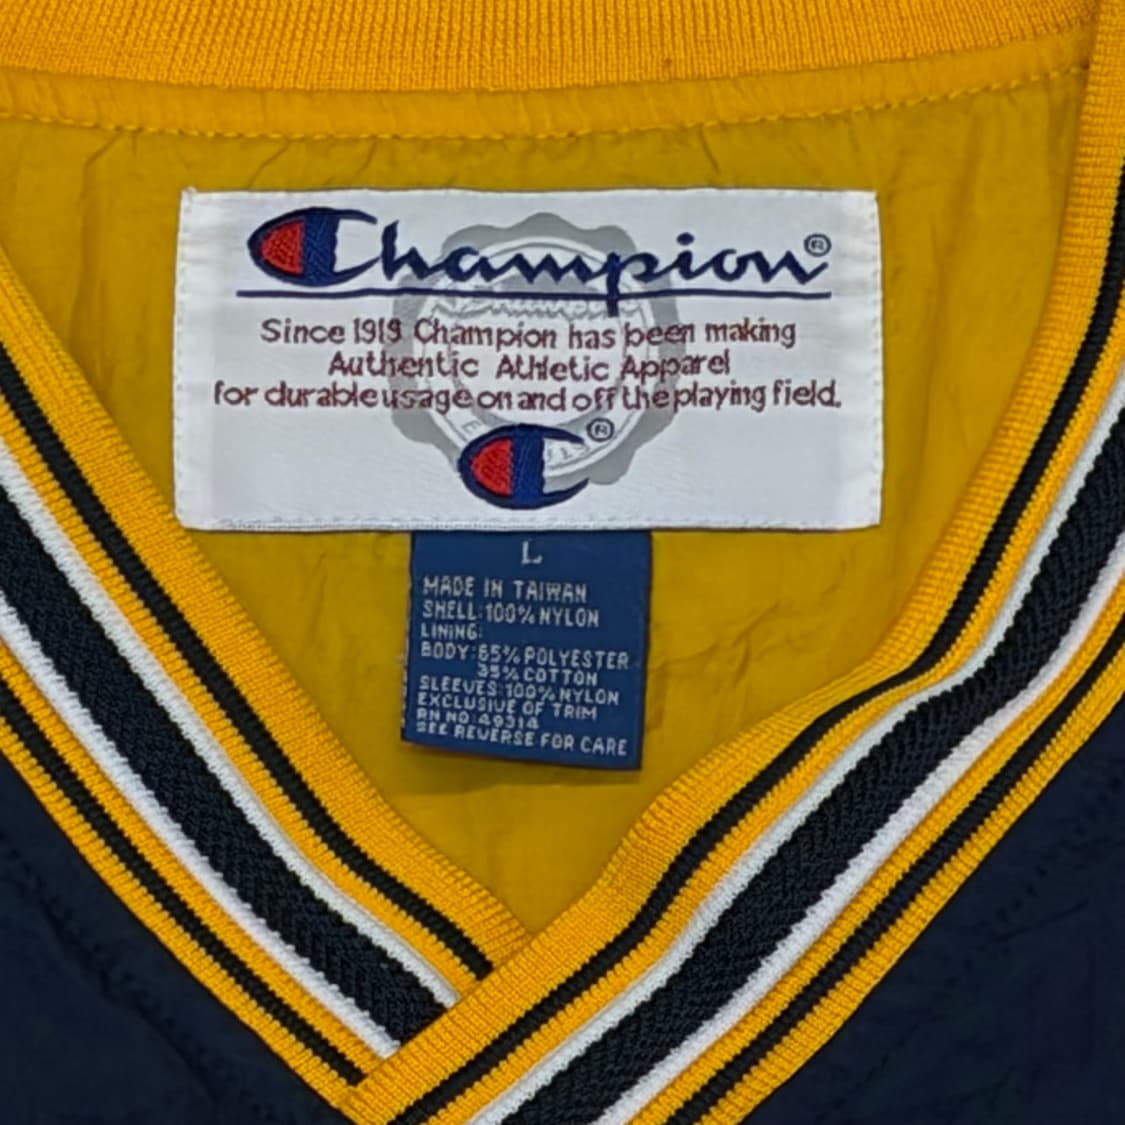 Champion®
Since 1919 Champion has been making
Authentic Athletic Apparel
for durable usage on and off the playing field.
®
L
MADE IN TAIWAN
SHELL: 100% NYLON
LINING:
BODY: 65% POLYESTER
35% COTTON
SLEEVES: 100% NYLON
EXCLUSIVE OF TRIM
RN NO 49314
SEE REVERSE FOR CARE